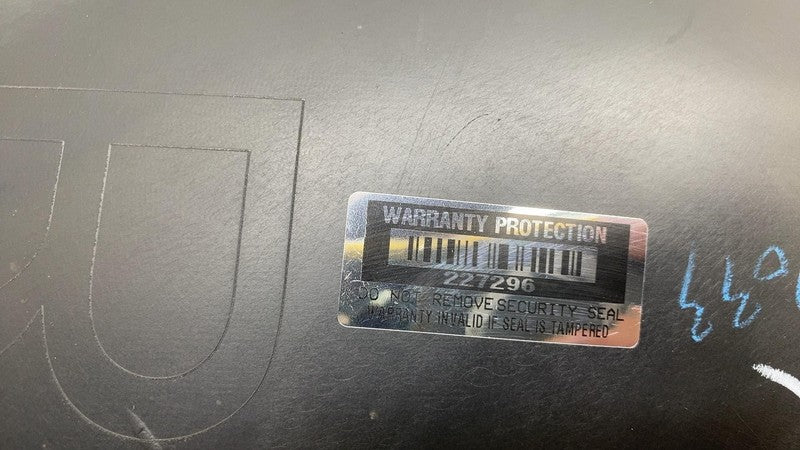 WARRANTY PROTECTION
227296
DO NOT REMOVE SECURITY SEAL
WARRANTY INVALID IF SEAL IS TAMPERED